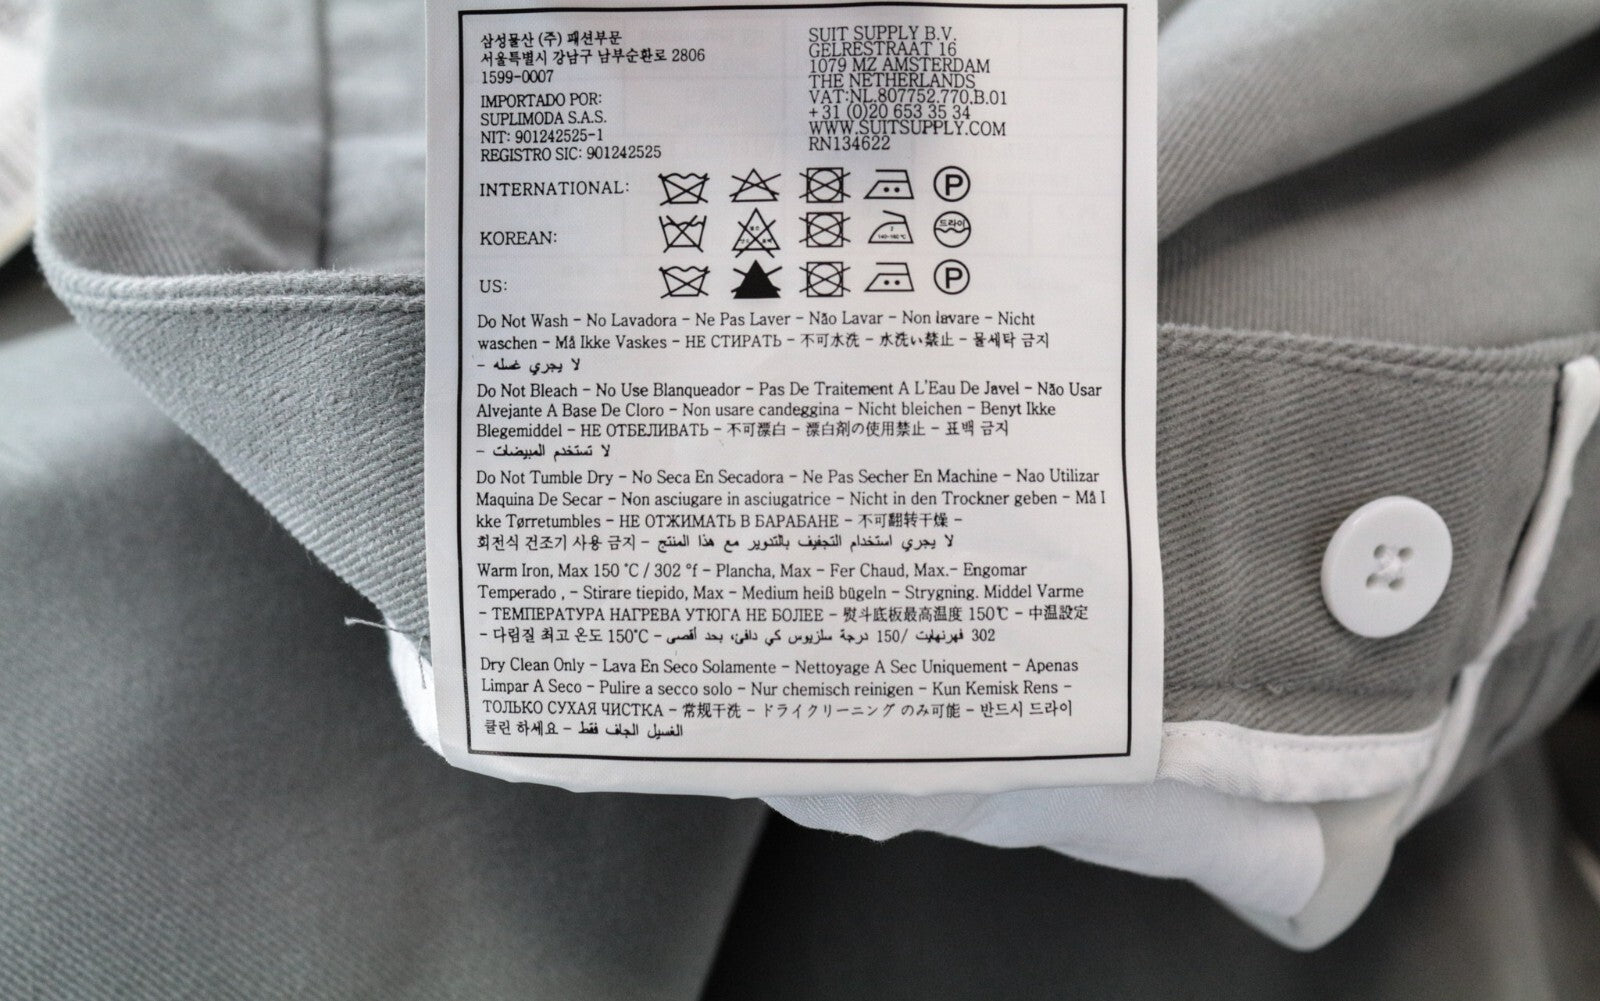 삼성물산 (주) 패션부문
서울특별시 강남구 남부순환로 2806
1599-0007
IMPORTADO POR:
SUPLIMODA S.A.S.
NIT: 901242525-1
REGISTRO SIC: 901242525
SUIT SUPPLY B.V.
GELRESTRAAT 16
1079 MZ AMSTERDAM
THE NETHERLANDS
VAT:NL.807752.770.B.01
+31 (0)20 653 35 34
WWW.SUITSUPPLY.COM
RN134622
INTERNATIONAL: P
KOREAN: 드라이
US: P
Do Not Wash - No Lavadora - Ne Pas Laver - Não Lavar - Non lavare - Nicht
waschen - Må Ikke Vaskes - НЕ СТИРАТЬ - 不可水洗 - 水洗い禁止 - 물세탁 금지
- لا يجري غسله
Do Not Bleach - No Use Blanqueador - Pas De Traitement A L'Eau De Javel - Não Usar
Alvejante A Base De Cloro - Non usare candeggina - Nicht bleichen - Benyt Ikke
Blegemiddel - НЕ ОТБЕЛИВАТЬ - 不可漂白 - 漂白剤の使用禁止 - 표백 금지
- لا تستخدم المبيضات
Do Not Tumble Dry - No Seca En Secadora - Ne Pas Secher En Machine - Nao Utilizar
Maquina De Secar - Non asciugare in asciugatrice - Nicht in den Trockner geben - Må I
kke Tørretumbles - НЕ ОТЖИМАТЬ В БАРАБАНЕ - 不可翻转干燥 -
회전식 건조기 사용 금지 - لا يجري استخدام التجفيف بالتدوير مع هذا المنتج
Warm Iron, Max 150 °C / 302 °f - Plancha, Max - Fer Chaud, Max.- Engomar
Temperado , - Stirare tiepido, Max - Medium heiß bügeln - Strygning. Middel Varme
- ТЕМПЕРАТУРА НАГРЕВА УТЮГА НЕ БОЛЕЕ - 熨斗底板最高温度 150℃ - 中温設定
- 다림질 최고 온도 150°C - 302 فهرنهايت /150 درجة سلزيوس كي دافئ، بحد أقصى
Dry Clean Only - Lava En Seco Solamente - Nettoyage A Sec Uniquement - Apenas
Limpar A Seco - Pulire a secco solo - Nur chemisch reinigen - Kun Kemisk Rens -
ТОЛЬКО СУХАЯ ЧИСТКА - 常规干洗 - ドライクリーニング のみ可能 - 반드시 드라이
클린 하세요 - الغسيل الجاف فقط